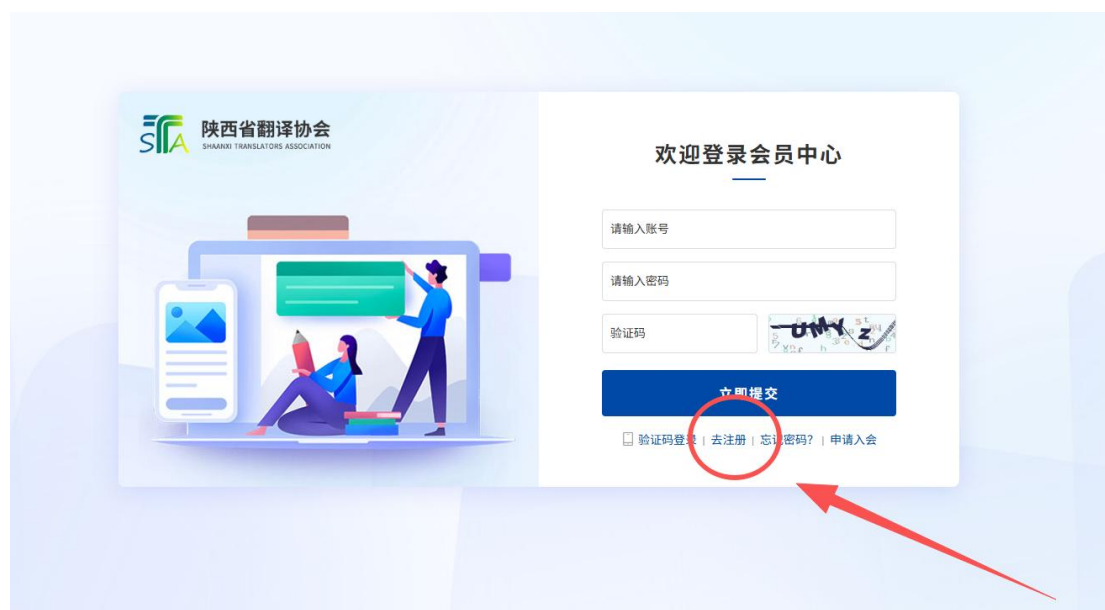 STA
陕西省翻译协会
SHAANXI TRANSLATORS ASSOCIATION
欢迎登录会员中心
请输入账号
请输入密码
验证码
UMYZ
立即提交
验证码登录 | 去注册 | 忘记密码? | 申请入会